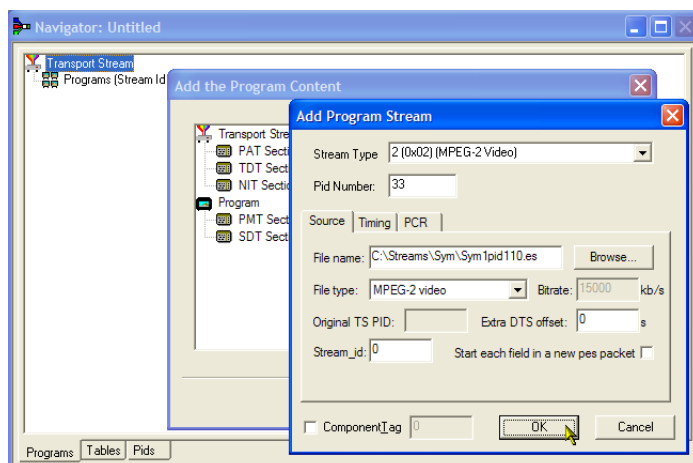 Navigator: Untitled
Transport Stream
Programs (Stream Id
Add the Program Content
Transport Stre
PAT Secti
TDT Sect
NIT Sectio
Program
PMT Sect
SDT Sect
Add Program Stream
Stream Type 2 (0x02) (MPEG-2 Video)
Pid Number: 33
Source Timing PCR
File name: C:\Streams\Sym\Sym1pid110.es Browse...
File type: MPEG-2 video Bitrate: 15000 kb/s
Original TS PID: Extra DTS offset: 0 s
Stream_id: 0 Start each field in a new pes packet
ComponentTag 0 OK Cancel
Programs Tables Pids